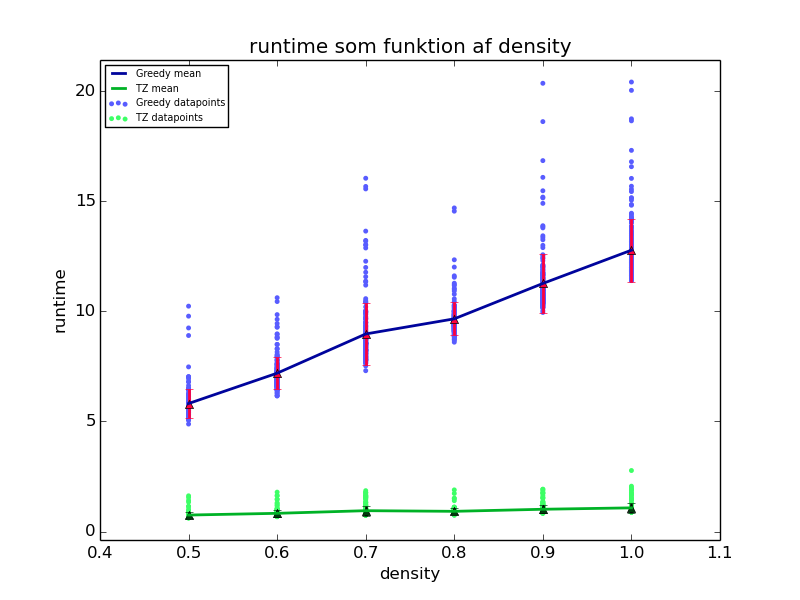 runtime som funktion af density
Greedy mean
TZ mean
Greedy datapoints
TZ datapoints
20
15
10
5
0
runtime
0.4 0.5 0.6 0.7 0.8 0.9 1.0 1.1
density